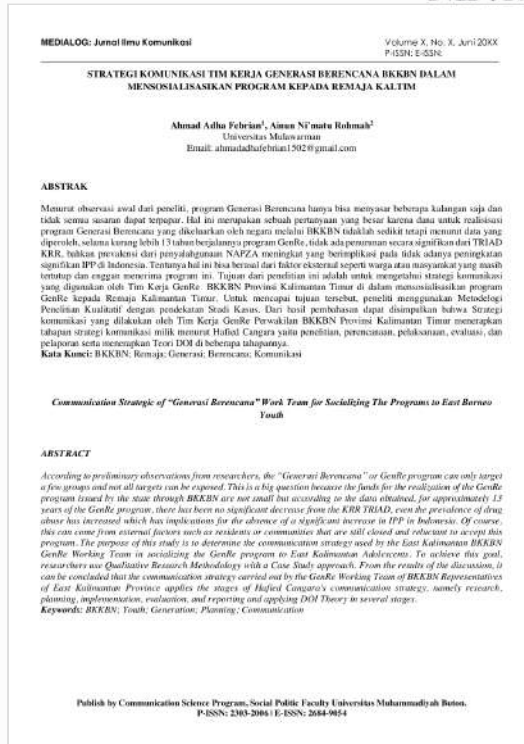 MEDIALOG: Jurnal Ilmu Komunikasi
Volume X, No. X, Juni 20XX
P-ISSN: E-ISSN:
STRATEGI KOMUNIKASI TIM KERJA GENERASI BERENCANA BKKBN DALAM
MENSOSIALISASIKAN PROGRAM KEPADA REMAJA KALTIM
Ahmad Adha Febrian¹, Ainun Ni'matu Rohmah²
Universitas Mulawarman
Email: ahmadadhafebrian1502@gmail.com
ABSTRAK
Menurut observasi awal dari peneliti, program Generasi Berencana hanya bisa menyasar beberapa kalangan saja dan
tidak semua sasaran dapat terpapar. Hal ini merupakan sebuah pertanyaan yang besar karena dana untuk realisasi
program Generasi Berencana yang dikeluarkan oleh negara melalui BKKBN tidaklah sedikit tetapi menurut data yang
diperoleh, selama kurang lebih 13 tahun berjalannya program GenRe, tidak ada penurunan secara signifikan dari TRIAD
KRR, bahkan prevalensi dari penyalahgunaan NAPZA meningkat yang berimplikasi pada tidak adanya peningkatan
signifikan IPP di Indonesia. Tentunya hal ini bisa berasal dari faktor eksternal seperti warga atau masyarakat yang masih
tertutup dan enggan menerima program ini. Tujuan dari penelitian ini adalah untuk mengetahui strategi komunikasi
yang digunakan oleh Tim Kerja GenRe BKKBN Provinsi Kalimantan Timur di dalam mensosialisasikan program
GenRe kepada Remaja Kalimantan Timur. Untuk mencapai tujuan tersebut, peneliti menggunakan Metodelogi
Penelitian Kualitatif dengan pendekatan Studi Kasus. Dari hasil pembahasan dapat disimpulkan bahwa Strategi
komunikasi yang dilakukan oleh Tim Kerja GenRe Perwakilan BKKBN Provinsi Kalimantan Timur menerapkan
tahapan strategi komunikasi milik menurut Hafied Cangara yaitu penelitian, perencanaan, pelaksanaan, evaluasi, dan
pelaporan serta menerapkan Teori DOI di beberapa tahapannya.
Kata Kunci: BKKBN; Remaja; Generasi; Berencana; Komunikasi
Communication Strategic of "Generasi Berencana" Work Team for Socializing The Programs to East Borneo
Youth
ABSTRACT
According to preliminary observations from researchers, the "Generasi Berencana" or GenRe program can only target
a few groups and not all targets can be exposed. This is a big question because the funds for the realization of the GenRe
program issued by the state through BKKBN are not small but according to the data obtained, for approximately 13
years of the GenRe program, there has been no significant decrease from the KRR TRIAD, even the prevalence of drug
abuse has increased which has implications for the absence of a significant increase in IPP in Indonesia. Of course,
this can come from external factors such as residents or communities that are still closed and reluctant to accept this
program. The purpose of this study is to determine the communication strategy used by the East Kalimantan BKKBN
GenRe Working Team in socializing the GenRe program to East Kalimantan Adolescents. To achieve this goal,
researchers use Qualitative Research Methodology with a Case Study approach. From the results of the discussion, it
can be concluded that the communication strategy carried out by the GenRe Working Team of BKKBN Representatives
of East Kalimantan Province applies the stages of Hafied Cangara's communication strategy, namely research,
planning, implementation, evaluation, and reporting and applying DOI Theory in several stages.
Keywords: BKKBN; Youth; Generation; Planning; Communication
Publish by Communication Science Program, Social Politic Faculty Universitas Muhammadiyah Buton.
P-ISSN: 2303-2006 | E-ISSN: 2684-9054